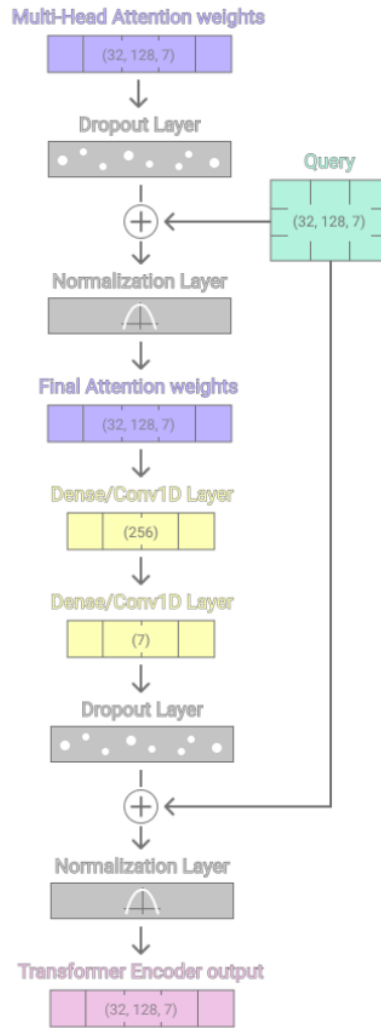 Multi-Head Attention weights
(32, 128, 7)
Dropout Layer
Query
(32, 128, 7)
Normalization Layer
Final Attention weights
(32, 128, 7)
Dense/Conv1D Layer
(256)
Dense/Conv1D Layer
(7)
Dropout Layer
Normalization Layer
Transformer Encoder output
(32, 128, 7)